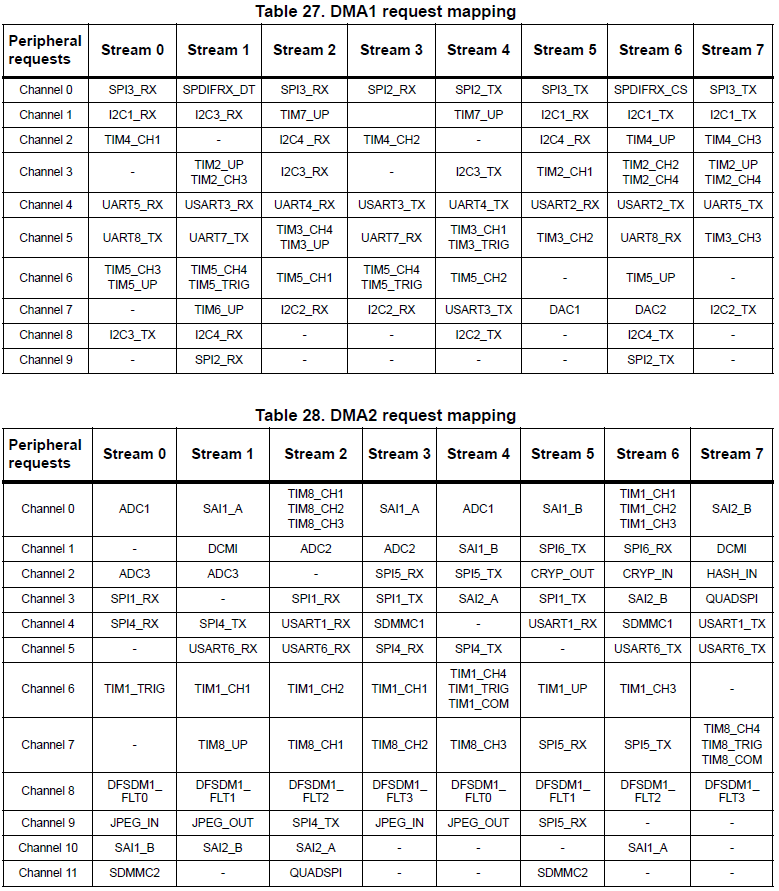 Table 27. DMA1 request mapping
Peripheral requests Stream 0 Stream 1 Stream 2 Stream 3 Stream 4 Stream 5 Stream 6 Stream 7
Channel 0 SPI3_RX SPDIFRX_DT SPI3_RX SPI2_RX SPI2_TX SPI3_TX SPDIFRX_CS SPI3_TX
Channel 1 I2C1_RX I2C3_RX TIM7_UP TIM7_UP I2C1_RX I2C1_TX I2C1_TX
Channel 2 TIM4_CH1 - I2C4 _RX TIM4_CH2 - I2C4 _RX TIM4_UP TIM4_CH3
Channel 3 - TIM2_UP TIM2_CH3 I2C3_RX - I2C3_TX TIM2_CH1 TIM2_CH2 TIM2_CH4 TIM2_UP TIM2_CH4
Channel 4 UART5_RX USART3_RX UART4_RX USART3_TX UART4_TX USART2_RX USART2_TX UART5_TX
Channel 5 UART8_TX UART7_TX TIM3_CH4 TIM3_UP UART7_RX TIM3_CH1 TIM3_TRIG TIM3_CH2 UART8_RX TIM3_CH3
Channel 6 TIM5_CH3 TIM5_UP TIM5_CH4 TIM5_TRIG TIM5_CH1 TIM5_CH4 TIM5_TRIG TIM5_CH2 - TIM5_UP -
Channel 7 - TIM6_UP I2C2_RX I2C2_RX USART3_TX DAC1 DAC2 I2C2_TX
Channel 8 I2C3_TX I2C4_RX - - I2C2_TX - I2C4_TX -
Channel 9 - SPI2_RX - - - - SPI2_TX -
Table 28. DMA2 request mapping
Peripheral requests Stream 0 Stream 1 Stream 2 Stream 3 Stream 4 Stream 5 Stream 6 Stream 7
Channel 0 ADC1 SAI1_A TIM8_CH1 TIM8_CH2 TIM8_CH3 SAI1_A ADC1 SAI1_B TIM1_CH1 TIM1_CH2 TIM1_CH3 SAI2_B
Channel 1 - DCMI ADC2 ADC2 SAI1_B SPI6_TX SPI6_RX DCMI
Channel 2 ADC3 ADC3 - SPI5_RX SPI5_TX CRYP_OUT CRYP_IN HASH_IN
Channel 3 SPI1_RX - SPI1_RX SPI1_TX SAI2_A SPI1_TX SAI2_B QUADSPI
Channel 4 SPI4_RX SPI4_TX USART1_RX SDMMC1 - USART1_RX SDMMC1 USART1_TX
Channel 5 - USART6_RX USART6_RX SPI4_RX SPI4_TX - USART6_TX USART6_TX
Channel 6 TIM1_TRIG TIM1_CH1 TIM1_CH2 TIM1_CH1 TIM1_CH4 TIM1_TRIG TIM1_COM TIM1_UP TIM1_CH3 -
Channel 7 - TIM8_UP TIM8_CH1 TIM8_CH2 TIM8_CH3 SPI5_RX SPI5_TX TIM8_CH4 TIM8_TRIG TIM8_COM
Channel 8 DFSDM1_ FLT0 DFSDM1_ FLT1 DFSDM1_ FLT2 DFSDM1_ FLT3 DFSDM1_ FLT0 DFSDM1_ FLT1 DFSDM1_ FLT2 DFSDM1_ FLT3
Channel 9 JPEG_IN JPEG_OUT SPI4_TX JPEG_IN JPEG_OUT SPI5_RX - -
Channel 10 SAI1_B SAI2_B SAI2_A - - - SAI1_A -
Channel 11 SDMMC2 - QUADSPI - - SDMMC2 - -